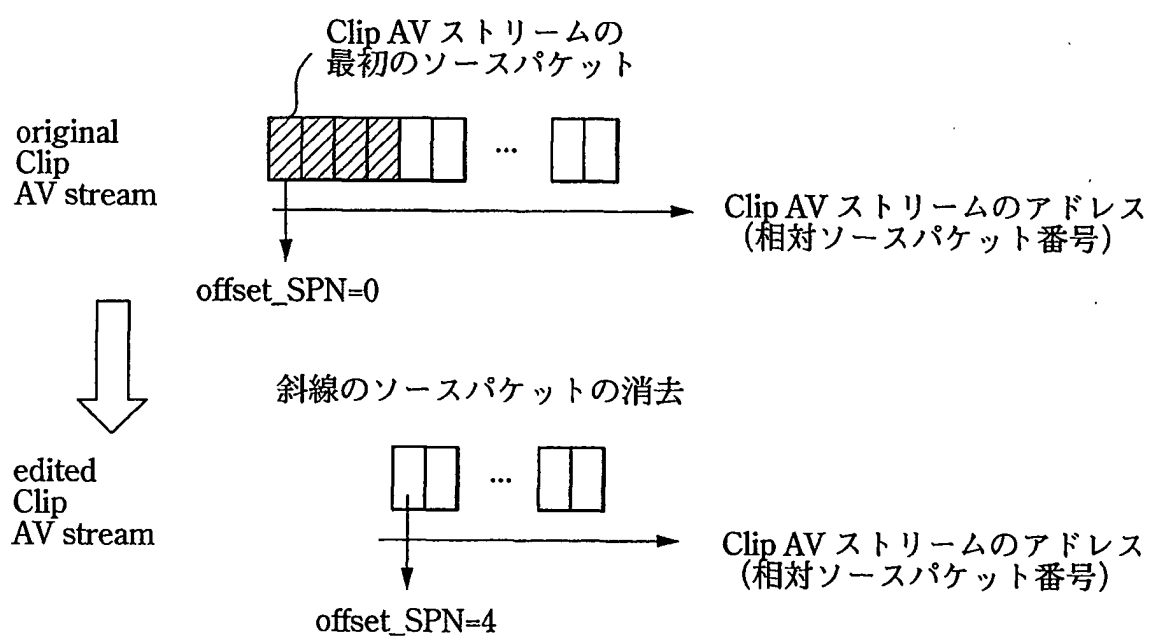 Clip AV ストリームの
最初のソースパケット
original
Clip
AV stream
...
Clip AV ストリームのアドレス
(相対ソースパケット番号)
offset_SPN=0
斜線のソースパケットの消去
edited
Clip
AV stream
...
Clip AV ストリームのアドレス
(相対ソースパケット番号)
offset_SPN=4